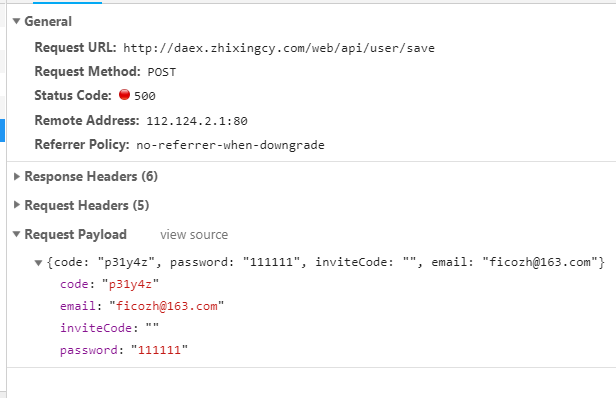 General
Request URL: http://daex.zhixingcy.com/web/api/user/save
Request Method: POST
Status Code: 500
Remote Address: 112.124.2.1:80
Referrer Policy: no-referrer-when-downgrade
Response Headers (6)
Request Headers (5)
Request Payload view source
{code: "p31y4z", password: "111111", inviteCode: "", email: "ficozh@163.com"}
code: "p31y4z"
email: "ficozh@163.com"
inviteCode: ""
password: "111111"